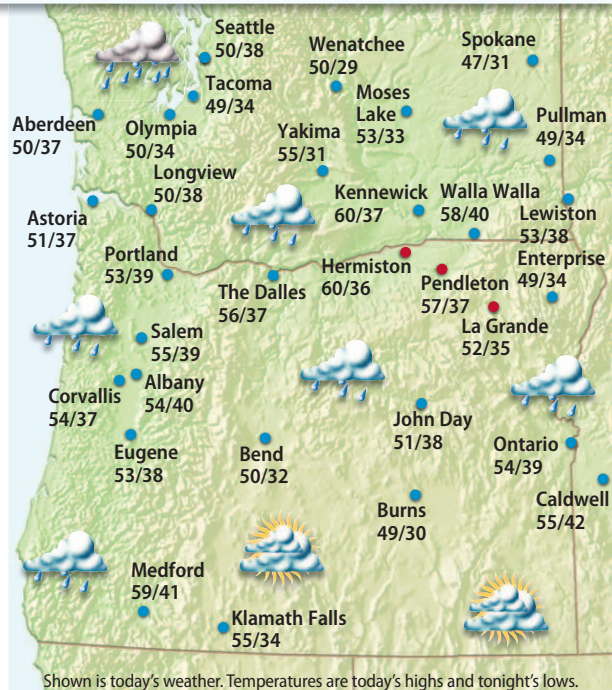 Seattle
50/38
Wenatchee
50/29
Spokane
47/31
Tacoma
49/34
Moses
Lake
53/33
Aberdeen
50/37
Olympia
50/34
Yakima
55/31
Pullman
49/34
Longview
50/38
Kennewick
60/37
Walla Walla
58/40
Lewiston
53/38
Astoria
51/37
Portland
53/39
The Dalles
56/37
Hermiston
60/36
Pendleton
57/37
Enterprise
49/34
La Grande
52/35
Salem
55/39
Albany
54/40
Corvallis
54/37
John Day
51/38
Eugene
53/38
Bend
50/32
Ontario
54/39
Burns
49/30
Caldwell
55/42
Medford
59/41
Klamath Falls
55/34
Shown is today's weather. Temperatures are today's highs and tonight's lows.